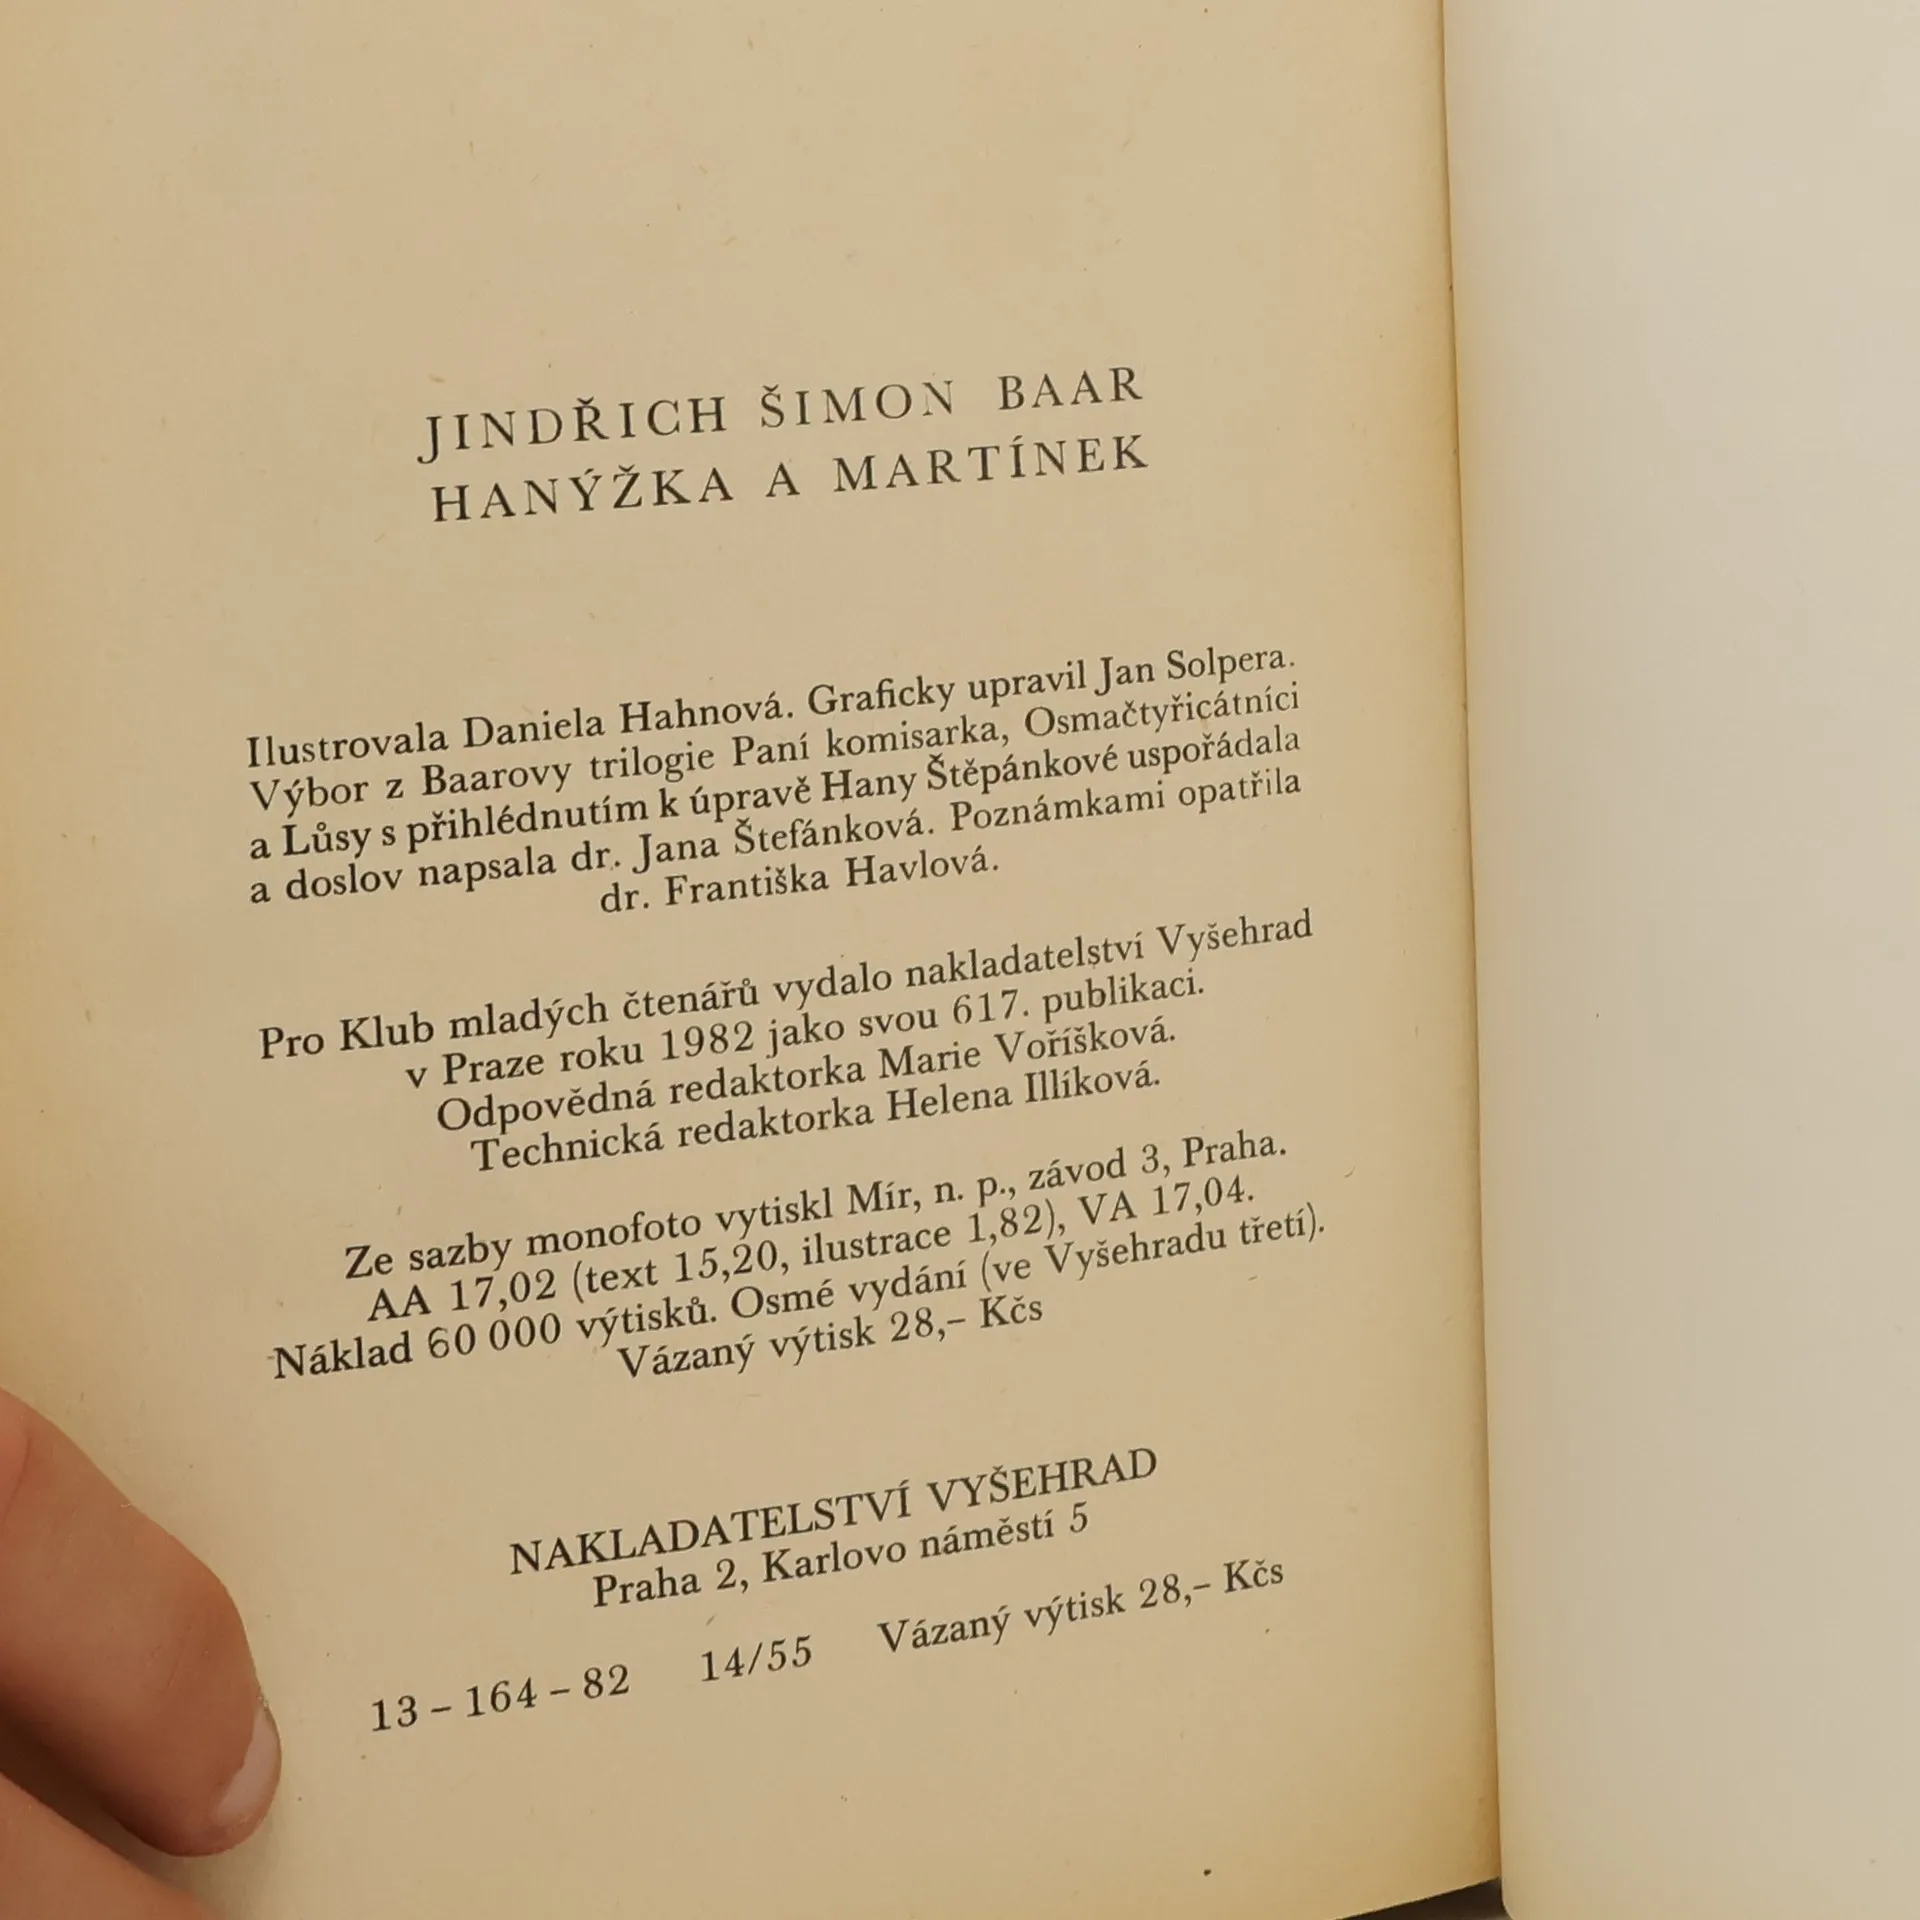 JINDŘICH ŠIMON BAAR
HANÝŽKA A MARTÍNEK
Ilustrovala Daniela Hahnová. Graficky upravil Jan Solpera.
Výbor z Baarovy trilogie Paní komisarka, Osmačtyřicátníci
a Lůsy s přihlédnutím k úpravě Hany Štěpánkové uspořádala
a doslov napsala dr. Jana Štefánková. Poznámkami opatřila
dr. Františka Havlová.
Pro Klub mladých čtenářů vydalo nakladatelství Vyšehrad
v Praze roku 1982 jako svou 617. publikaci.
Odpovědná redaktorka Marie Voříšková.
Technická redaktorka Helena Illíková.
Ze sazby monofoto vytiskl Mír, n. p., závod 3, Praha.
AA 17,02 (text 15,20, ilustrace 1,82), VA 17,04.
Náklad 60 000 výtisků. Osmé vydání (ve Vyšehradu třetí).
Vázaný výtisk 28,– Kčs
NAKLADATELSTVÍ VYŠEHRAD
Praha 2, Karlovo náměstí 5
13 – 164 – 82 14/55 Vázaný výtisk 28,– Kčs